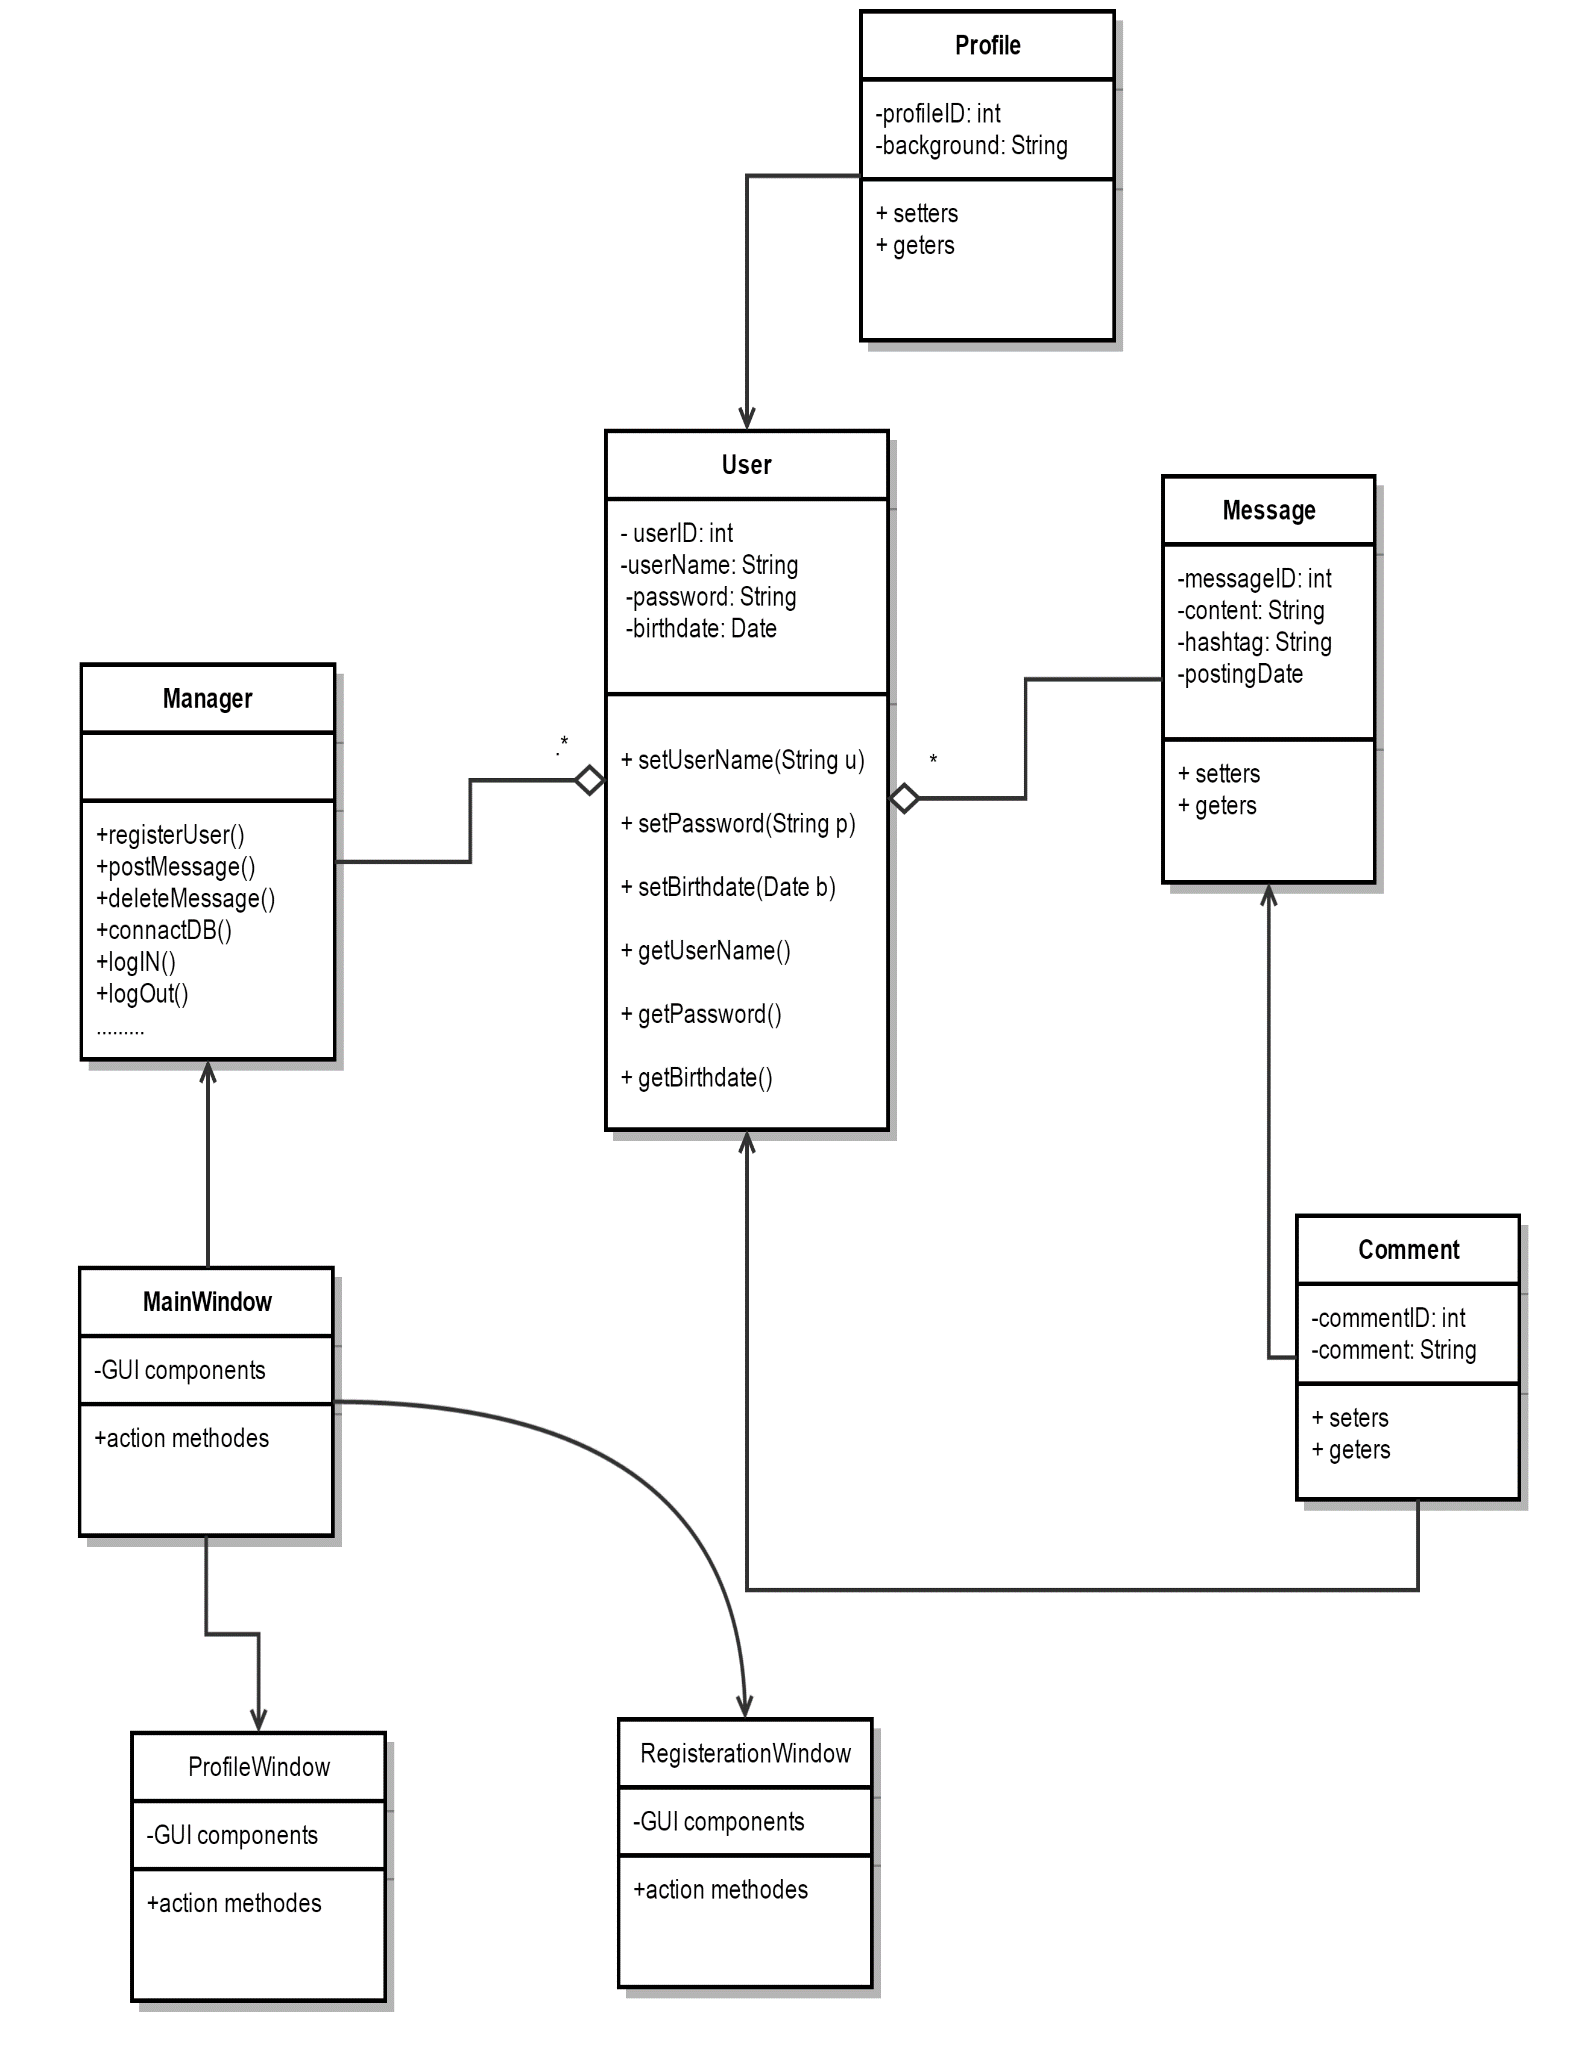 Profile
-profileID: int
-background: String
+ setters
+ geters
User
- userID: int
-userName: String
-password: String
-birthdate: Date
+ setUserName(String u)
+ setPassword(String p)
+ setBirthdate(Date b)
+ getUserName()
+ getPassword()
+ getBirthdate()
Message
-messageID: int
-content: String
-hashtag: String
-postingDate
+ setters
+ geters
Manager
+registerUser()
+postMessage()
+deleteMessage()
+connactDB()
+logIN()
+logOut()
.........
.*
*
MainWindow
-GUI components
+action methodes
Comment
-commentID: int
-comment: String
+ seters
+ geters
ProfileWindow
-GUI components
+action methodes
RegisterationWindow
-GUI components
+action methodes